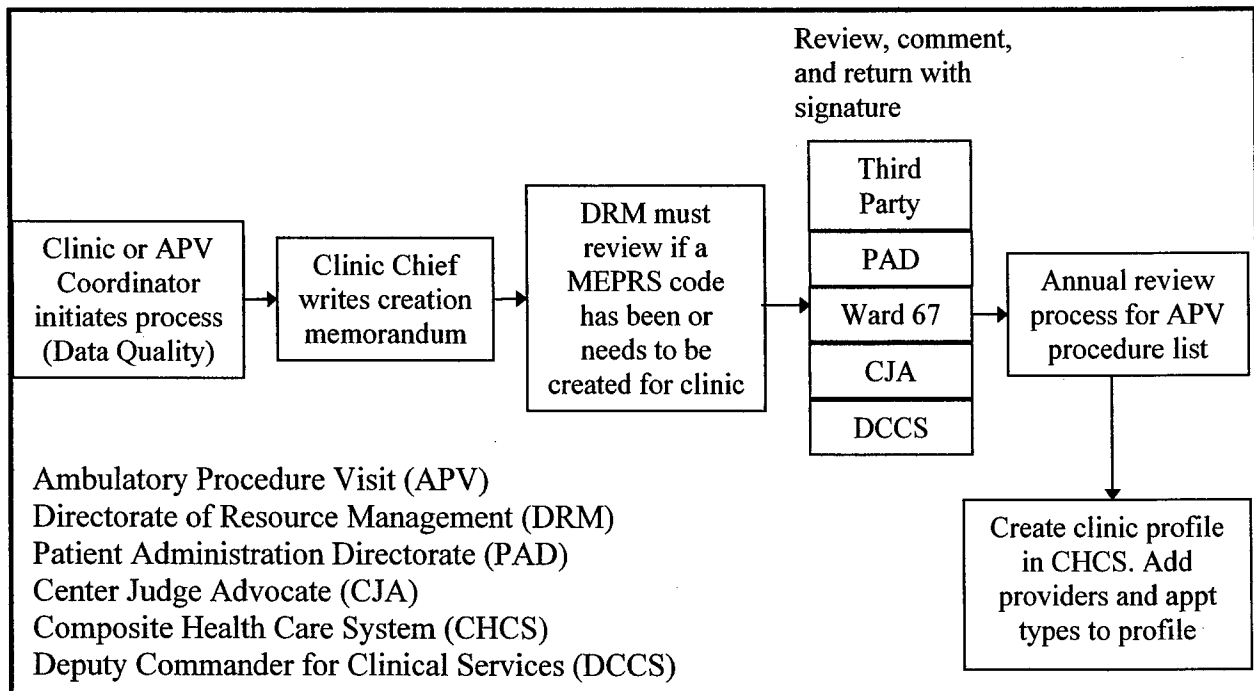 Clinic or APV
Coordinator
initiates process
(Data Quality)
Clinic Chief
writes creation
memorandum
DRM must
review if a
MEPRS code
has been or
needs to be
created for clinic
Review, comment,
and return with
signature
Third
Party
PAD
Ward 67
CJA
DCCS
Annual review
process for APV
procedure list
Create clinic profile
in CHCS. Add
providers and appt
types to profile
Ambulatory Procedure Visit (APV)
Directorate of Resource Management (DRM)
Patient Administration Directorate (PAD)
Center Judge Advocate (CJA)
Composite Health Care System (CHCS)
Deputy Commander for Clinical Services (DCCS)